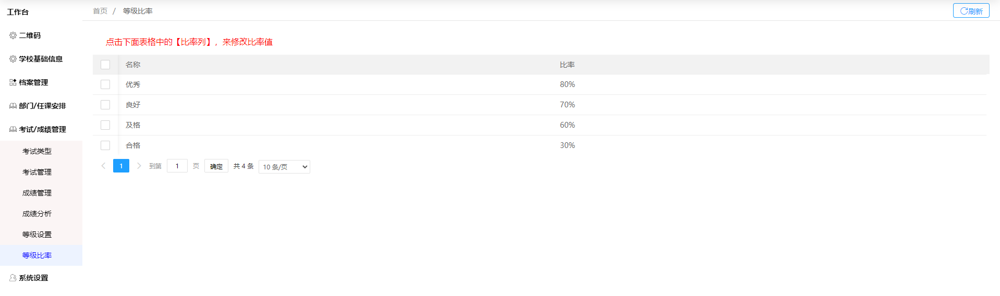 工作台
二维码
学校基础信息
档案管理
部门/任课安排
考试/成绩管理
考试类型
考试管理
成绩管理
成绩分析
等级设置
等级比率
系统设置
首页 / 等级比率
刷新
点击下面表格中的【比率列】，来修改比率值
名称 比率
优秀 80%
良好 70%
及格 60%
合格 30%
1 到第 1 页 确定 共 4 条 10 条/页